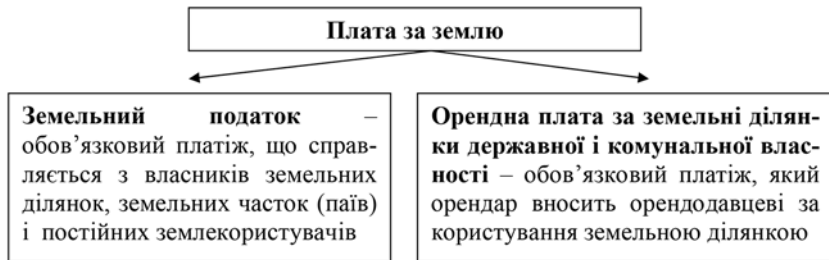 Плата за землю
Земельний податок –
обов’язковий платіж, що справ-
ляється з власників земельних
ділянок, земельних часток (паїв)
і постійних землекористувачів
Орендна плата за земельні ділян-
ки державної і комунальної влас-
ності – обов’язковий платіж, який
орендар вносить орендодавцеві за
користування земельною ділянкою